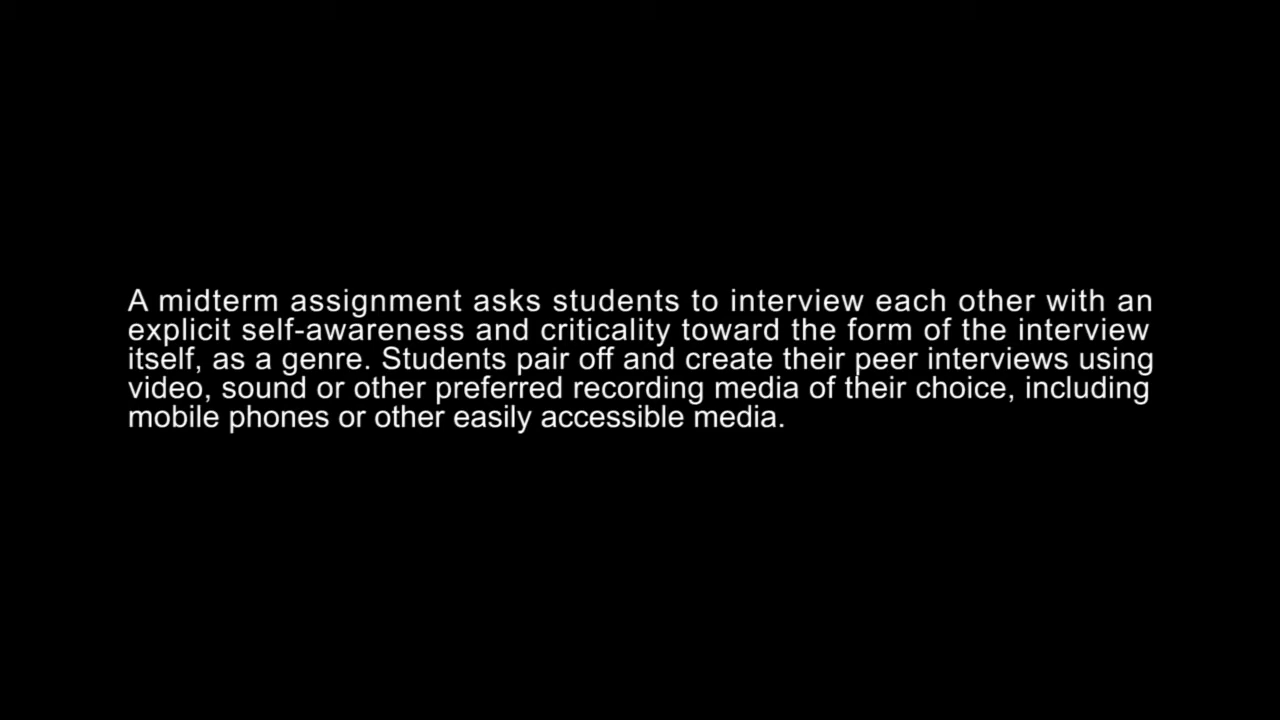 A midterm assignment asks students to interview each other with an
explicit self-awareness and criticality toward the form of the interview
itself, as a genre. Students pair off and create their peer interviews using
video, sound or other preferred recording media of their choice, including
mobile phones or other easily accessible media.